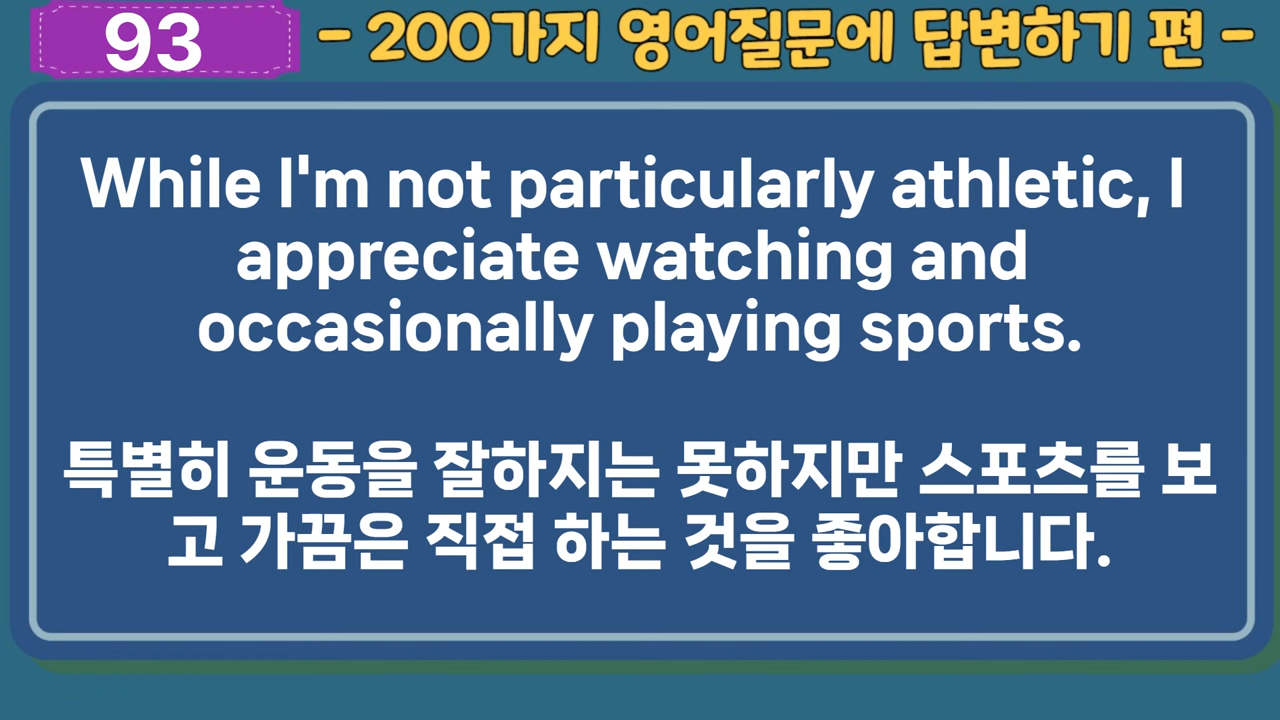 93
- 200가지 영어질문에 답변하기 편 -
While I'm not particularly athletic, I
appreciate watching and
occasionally playing sports.
특별히 운동을 잘하지는 못하지만 스포츠를 보
고 가끔은 직접 하는 것을 좋아합니다.